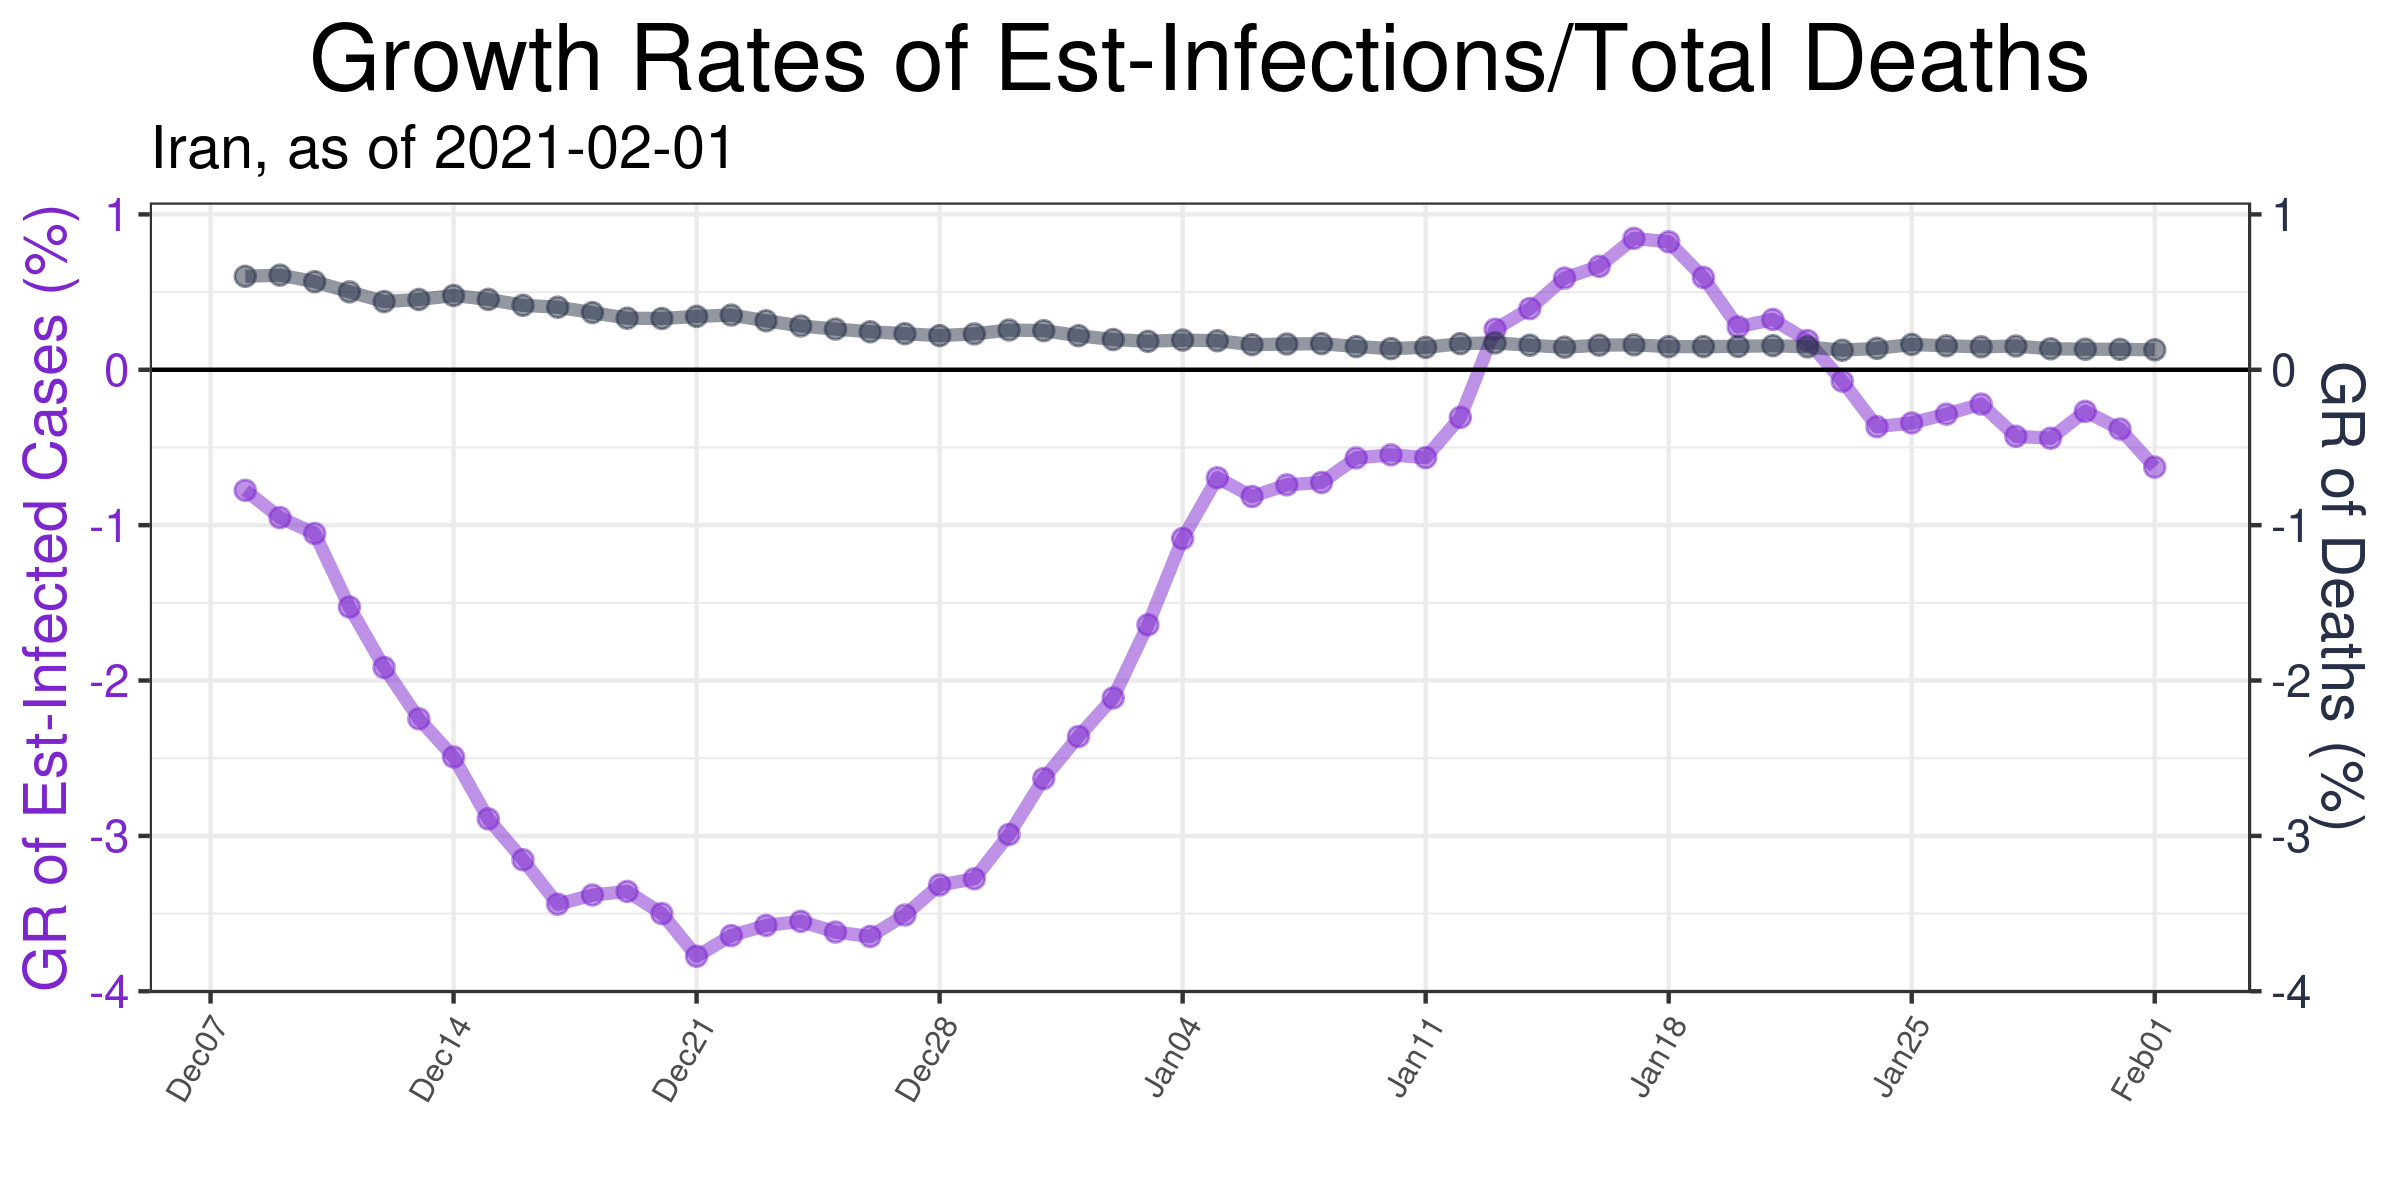 Growth Rates of Est-Infections/Total Deaths
Iran, as of 2021-02-01
GR of Est-Infected Cases (%)
1
0
-1
-2
-3
-4
1
0
-1
-2
-3
-4
GR of Deaths (%)
Dec07
Dec14
Dec21
Dec28
Jan04
Jan11
Jan18
Jan25
Feb01